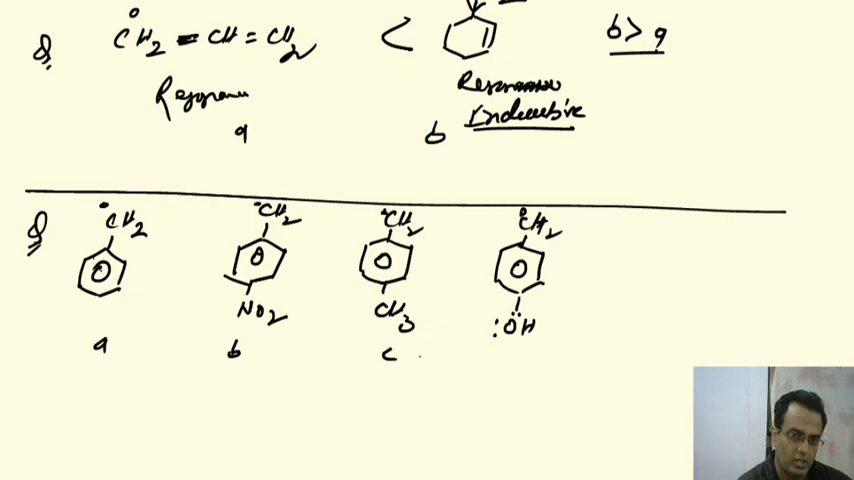 Q. ĊH2 - CH = CH2 < b > a
Resonance Resonance
Inductive
a b
Q ĊH2 ĊH2 ĊH2 ĊH2
NO2 CH3 :ÖH
a b c